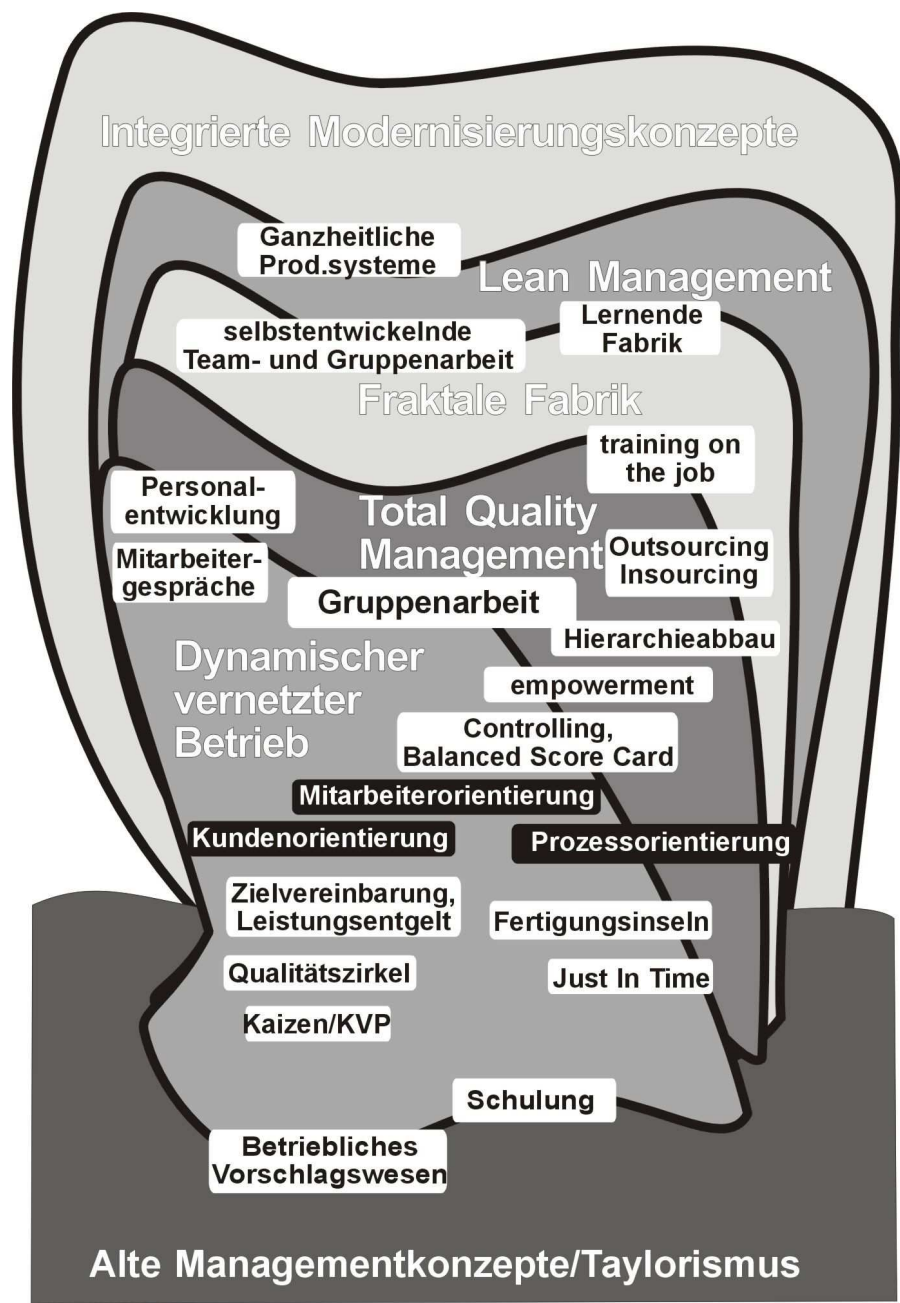 Integrierte Modernisierungskonzepte
Ganzheitliche
Prod.systeme
Lean Management
Lernende
Fabrik
selbstentwickelnde
Team- und Gruppenarbeit
Fraktale Fabrik
training on
the job
Personal-
entwicklung
Total Quality
Management
Mitarbeiter-
gespräche
Outsourcing
Insourcing
Gruppenarbeit
Hierarchieabbau
Dynamischer
vernetzter
Betrieb
empowerment
Controlling,
Balanced Score Card
Mitarbeiterorientierung
Kundenorientierung
Prozessorientierung
Zielvereinbarung,
Leistungsentgelt
Fertigungsinseln
Qualitätszirkel
Just In Time
Kaizen/KVP
Schulung
Betriebliches
Vorschlagswesen
Alte Managementkonzepte/Taylorismus